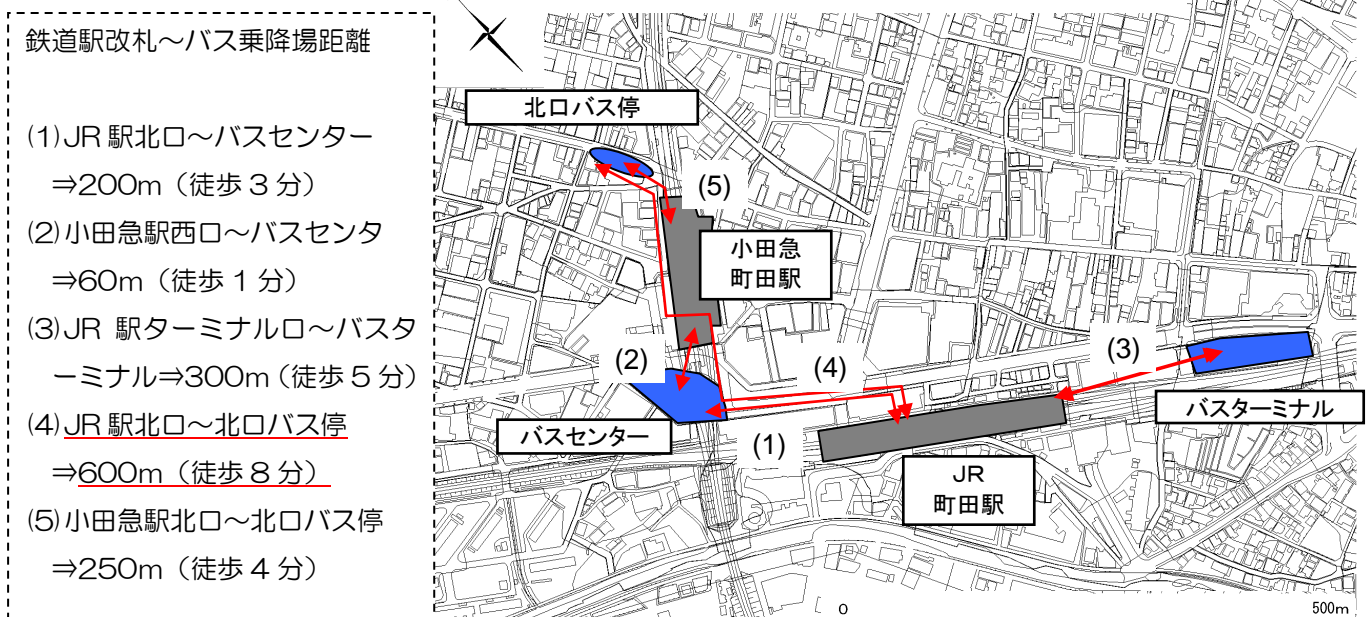 鉄道駅改札～バス乗降場距離
(1)JR駅北口～バスセンター
⇒200m（徒歩3分）
(2)小田急駅西口～バスセンタ
⇒60m（徒歩1分）
(3)JR 駅ターミナル口～バスタ
ーミナル⇒300m（徒歩5分）
(4)JR駅北口～北口バス停
⇒600m（徒歩8分）
(5)小田急駅北口～北口バス停
⇒250m（徒歩4分）
北口バス停
(5)
小田急
町田駅
(2)
(4)
(3)
バスターミナル
バスセンター
(1)
JR
町田駅
0
500m